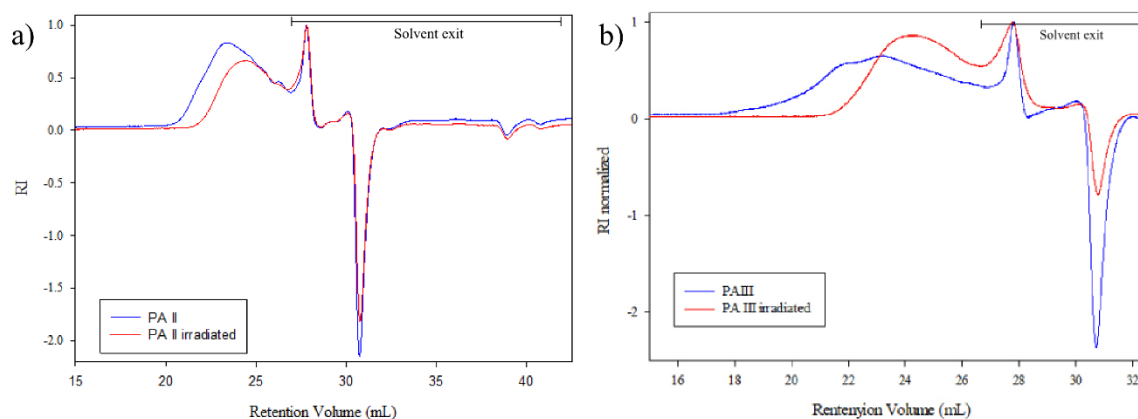 a)
Solvent exit
1.0
0.5
0.0
-0.5
-1.0
-1.5
-2.0
RI
PA II
PA II irradiated
15 20 25 30 35 40
Retention Volume (mL)
b)
Solvent exit
1
0
-1
-2
RI normalized
PAIII
PA III irradiated
16 18 20 22 24 26 28 30 32
Rentenyion Volume (mL)